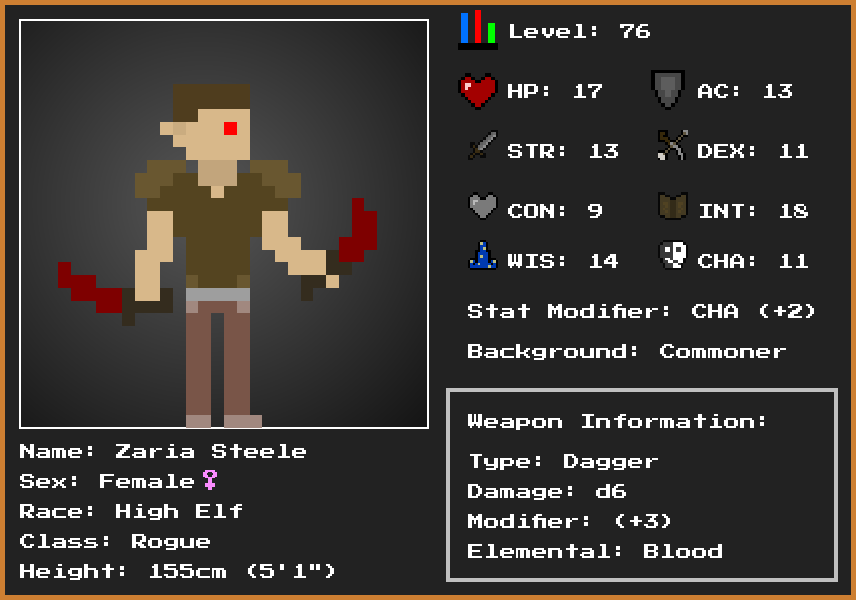 Level: 76
HP: 17 AC: 13
STR: 13 DEX: 11
CON: 9 INT: 18
WIS: 14 CHA: 11
Stat Modifier: CHA (+2)
Background: Commoner
Weapon Information:
Type: Dagger
Damage: d6
Modifier: (+3)
Elemental: Blood
Name: Zaria Steele
Sex: Female♀
Race: High Elf
Class: Rogue
Height: 155cm (5'1")